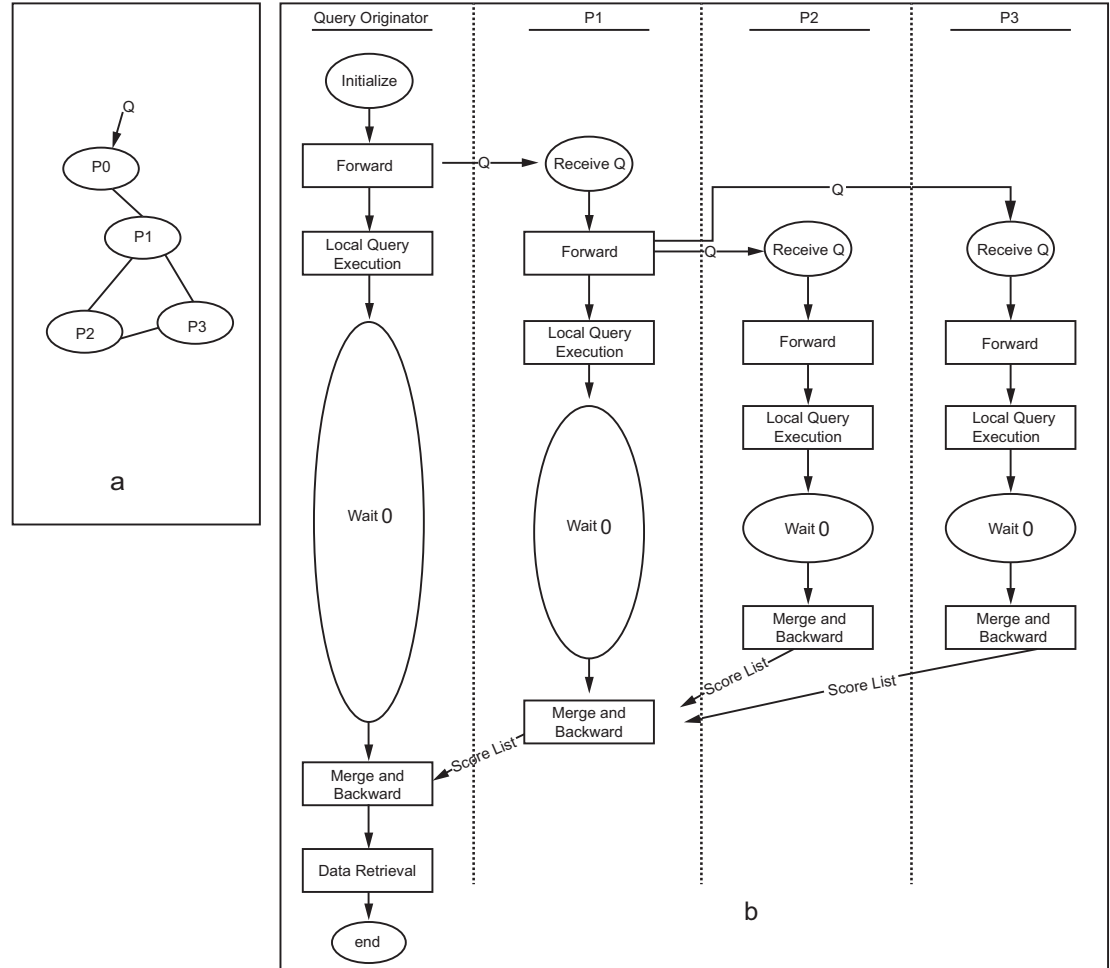 Q
P0
P1
P2
P3
a
Query Originator
P1
P2
P3
Initialize
Forward
Q
Receive Q
Q
Local Query
Execution
Forward
Q
Receive Q
Receive Q
Local Query
Execution
Forward
Forward
Local Query
Execution
Local Query
Execution
Wait 0
Wait 0
Wait 0
Wait 0
Merge and
Backward
Merge and
Backward
Score List
Score List
Merge and
Backward
Score List
Merge and
Backward
Data Retrieval
b
end